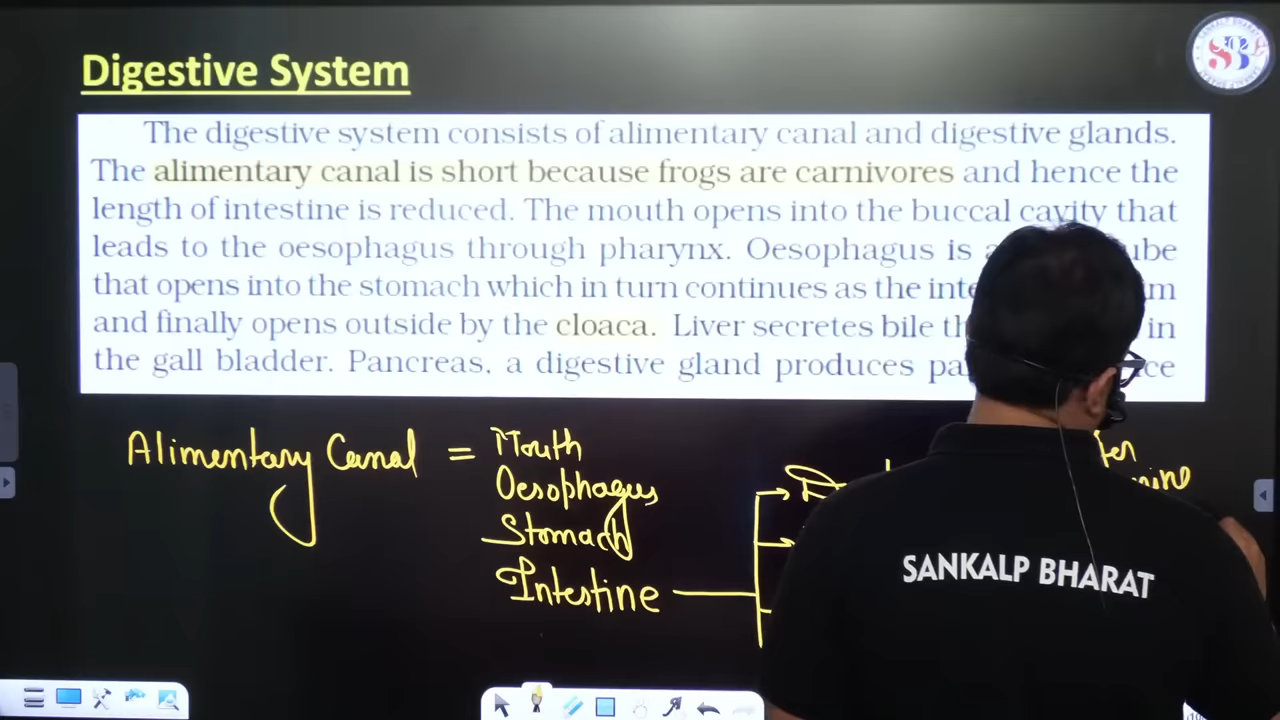 Digestive System
The digestive system consists of alimentary canal and digestive glands.
The alimentary canal is short because frogs are carnivores and hence the
length of intestine is reduced. The mouth opens into the buccal cavity that
leads to the oesophagus through pharynx. Oesophagus is a
that opens into the stomach which in turn continues as the
and finally opens outside by the cloaca. Liver secretes bile in
the gall bladder. Pancreas, a digestive gland produces
Alimentary Canal = Mouth
Oesophagus
Stomach
Intestine
SANKALP BHARAT